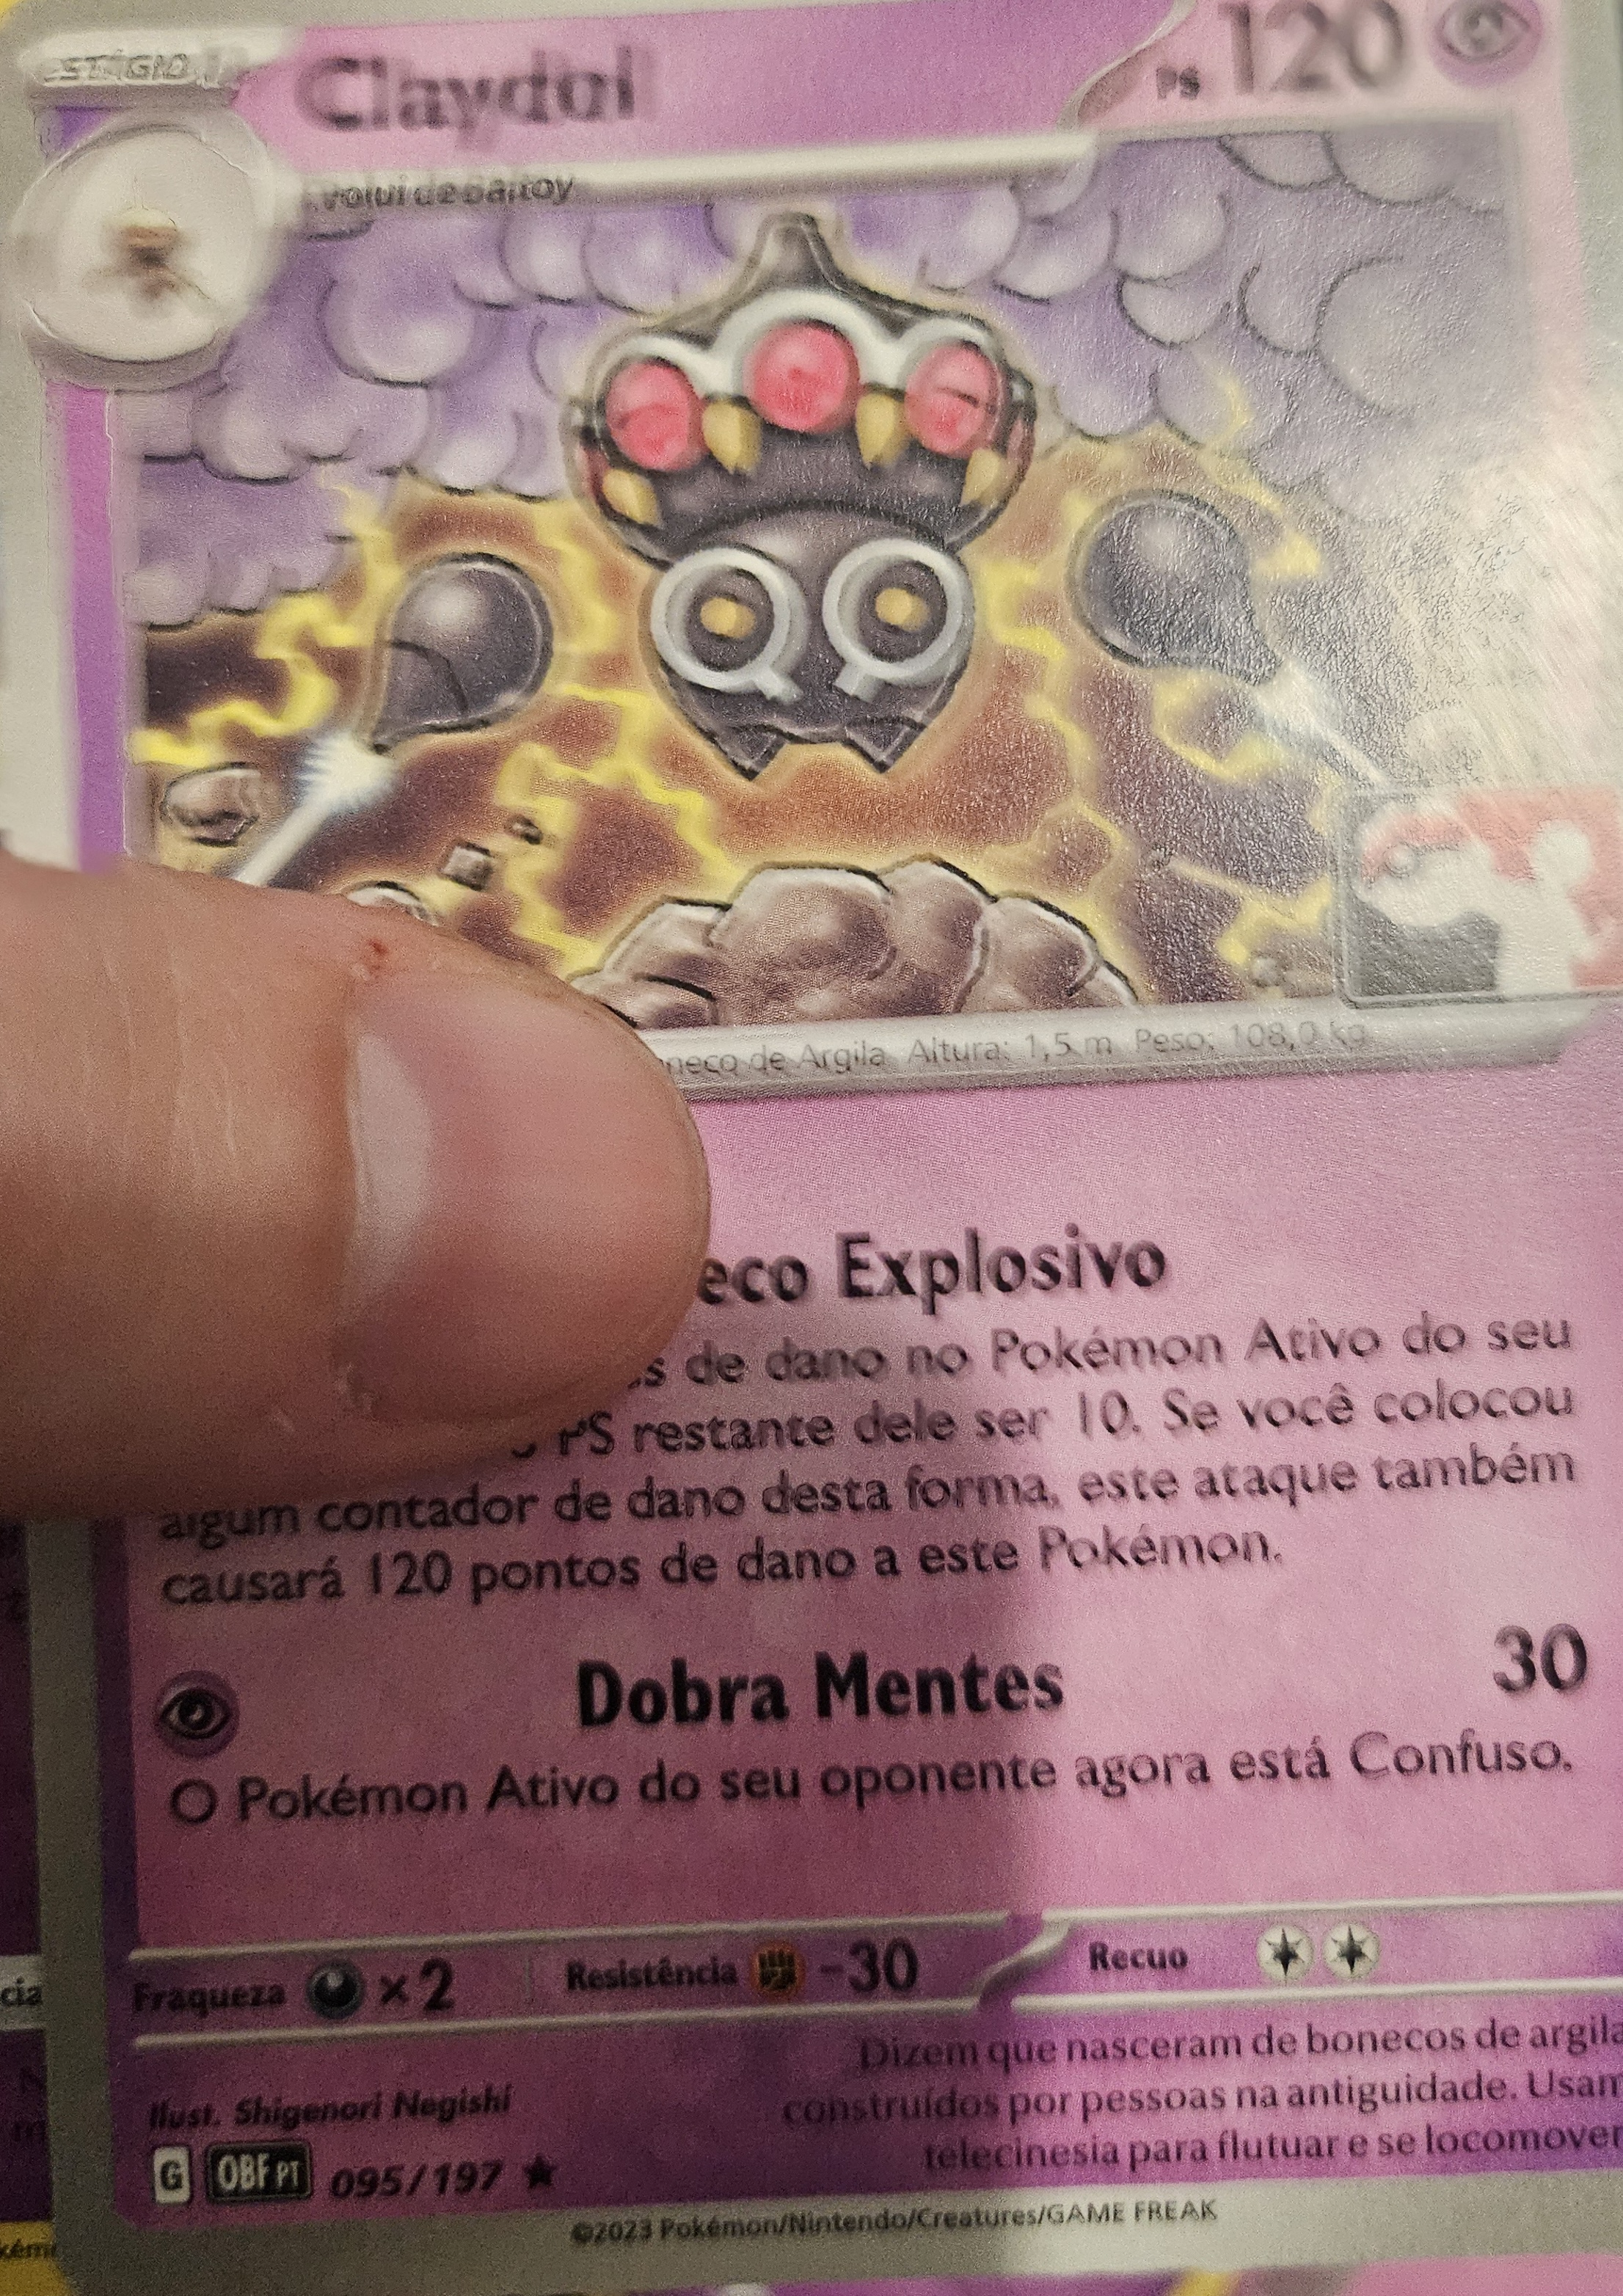 ESTÁGIO 1
Claydol
PS 120
Evolui de Baltoy
neco de Argila Altura: 1,5 m Peso: 108,0 kg
eco Explosivo
s de dano no Pokémon Ativo do seu
PS restante dele ser 10. Se você colocou
algum contador de dano desta forma, este ataque também
causará 120 pontos de dano a este Pokémon.
Dobra Mentes 30
O Pokémon Ativo do seu oponente agora está Confuso.
Fraqueza ×2 Resistência -30 Recuo
Dizem que nasceram de bonecos de argila
construídos por pessoas na antiguidade. Usam
telecinesia para flutuar e se locomover
Ilust. Shigenori Negishi
G OBF PT 095/197
©2023 Pokémon/Nintendo/Creatures/GAME FREAK
cia